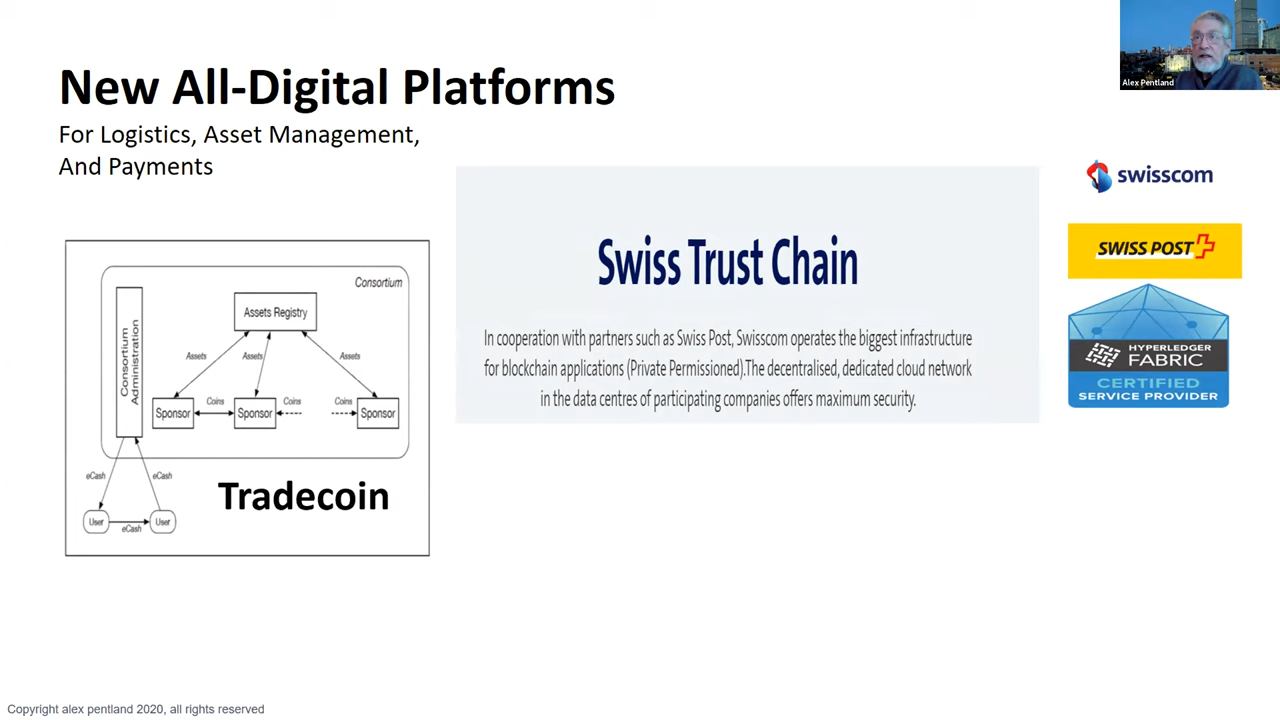 Alex Pentland
New All-Digital Platforms
For Logistics, Asset Management,
And Payments
Consortium
Consortium
Administration
Assets Registry
Assets
Assets
Assets
Coins
Coins
Coins
Sponsor
Sponsor
Sponsor
eCash
eCash
User
eCash
User
Tradecoin
Swiss Trust Chain
In cooperation with partners such as Swiss Post, Swisscom operates the biggest infrastructure
for blockchain applications (Private Permissioned).The decentralised, dedicated cloud network
in the data centres of participating companies offers maximum security.
swisscom
SWISS POST
HYPERLEDGER
FABRIC
CERTIFIED
SERVICE PROVIDER
Copyright alex pentland 2020, all rights reserved